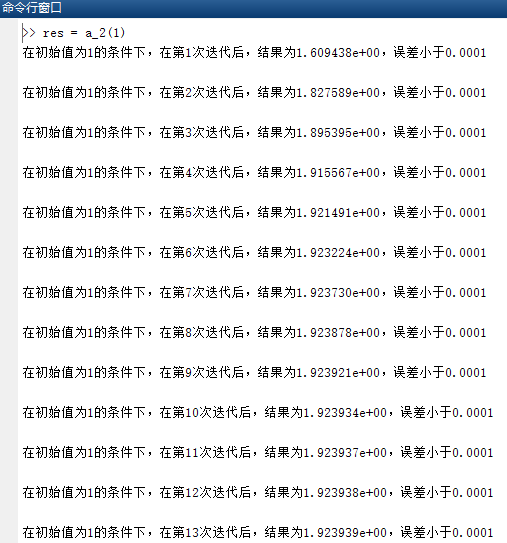 命令行窗口
>> res = a_2(1)
在初始值为1的条件下，在第1次迭代后，结果为1.609438e+00，误差小于0.0001
在初始值为1的条件下，在第2次迭代后，结果为1.827589e+00，误差小于0.0001
在初始值为1的条件下，在第3次迭代后，结果为1.895395e+00，误差小于0.0001
在初始值为1的条件下，在第4次迭代后，结果为1.915567e+00，误差小于0.0001
在初始值为1的条件下，在第5次迭代后，结果为1.921491e+00，误差小于0.0001
在初始值为1的条件下，在第6次迭代后，结果为1.923224e+00，误差小于0.0001
在初始值为1的条件下，在第7次迭代后，结果为1.923730e+00，误差小于0.0001
在初始值为1的条件下，在第8次迭代后，结果为1.923878e+00，误差小于0.0001
在初始值为1的条件下，在第9次迭代后，结果为1.923921e+00，误差小于0.0001
在初始值为1的条件下，在第10次迭代后，结果为1.923934e+00，误差小于0.0001
在初始值为1的条件下，在第11次迭代后，结果为1.923937e+00，误差小于0.0001
在初始值为1的条件下，在第12次迭代后，结果为1.923938e+00，误差小于0.0001
在初始值为1的条件下，在第13次迭代后，结果为1.923939e+00，误差小于0.0001